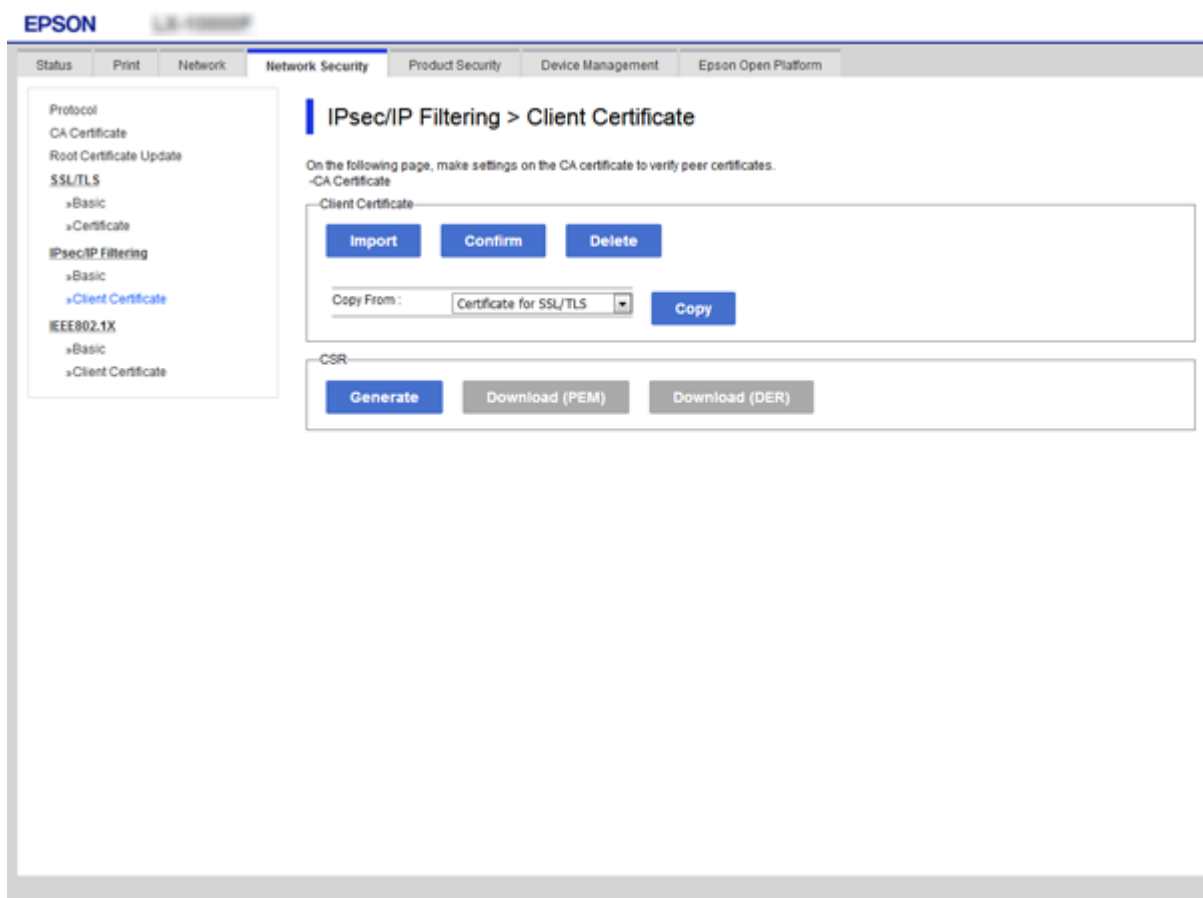 EPSON
Status Print Network Network Security Product Security Device Management Epson Open Platform
Protocol
CA Certificate
Root Certificate Update
SSL/TLS
»Basic
»Certificate
IPsec/IP Filtering
»Basic
»Client Certificate
IEEE802.1X
»Basic
»Client Certificate
IPsec/IP Filtering > Client Certificate
On the following page, make settings on the CA certificate to verify peer certificates.
-CA Certificate
Client Certificate
Import Confirm Delete
Copy From : Certificate for SSL/TLS Copy
CSR
Generate Download (PEM) Download (DER)